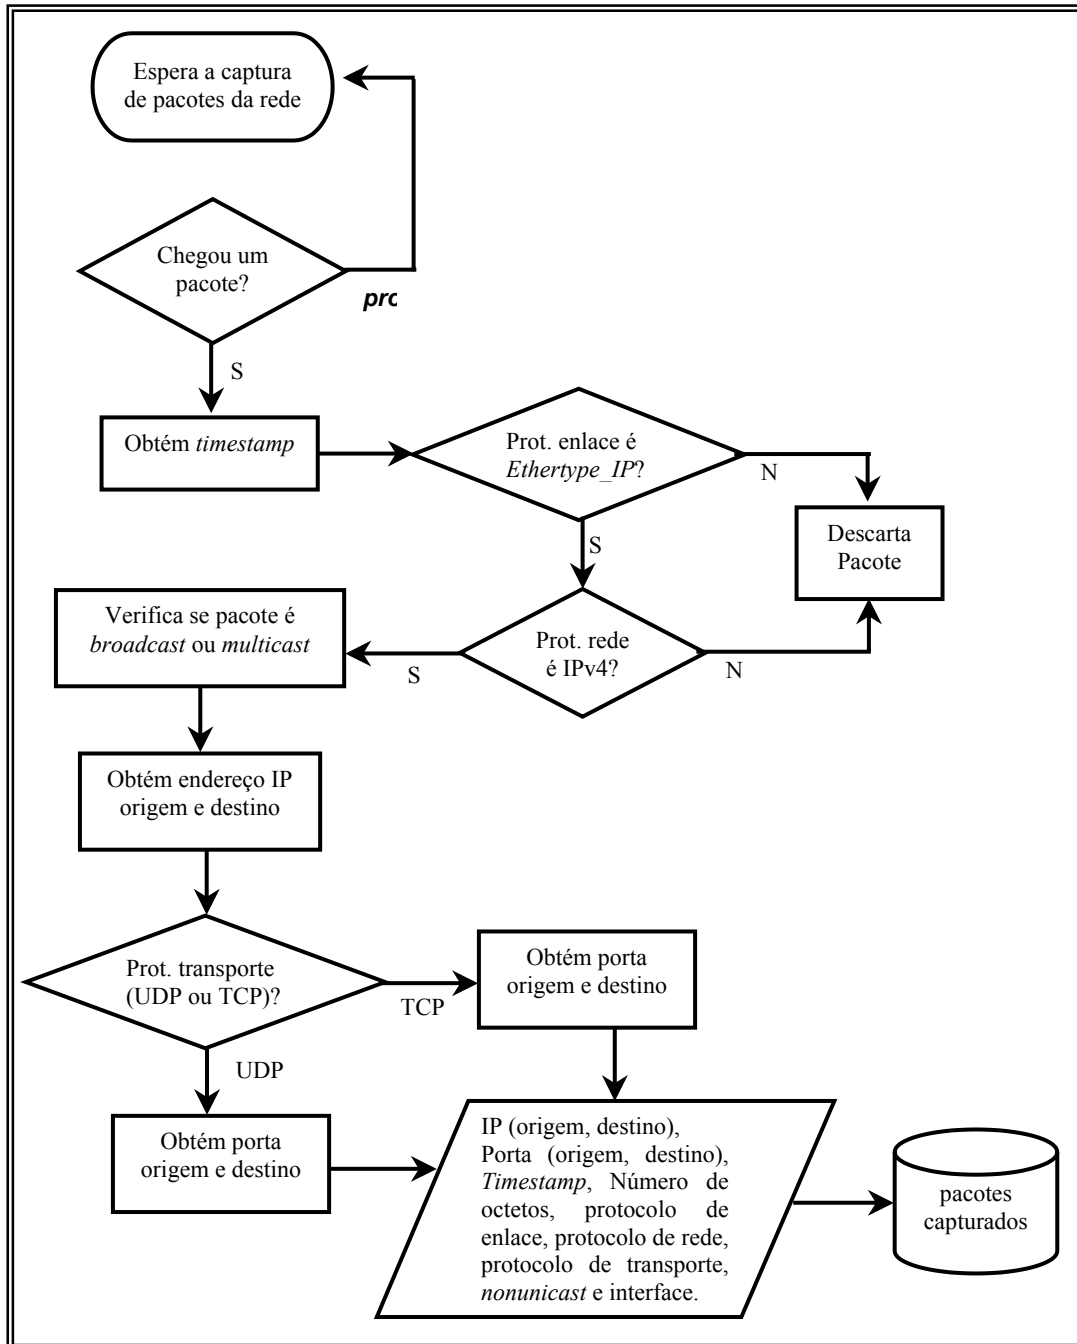 Espera a captura
de pacotes da rede
Chegou um
pacote?
S
Obtém timestamp
Prot. enlace é
Ethertype_IP?
N
S
Descarta
Pacote
Prot. rede
é IPv4?
N
S
Verifica se pacote é
broadcast ou multicast
Obtém endereço IP
origem e destino
Prot. transporte
(UDP ou TCP)?
TCP
Obtém porta
origem e destino
UDP
Obtém porta
origem e destino
IP (origem, destino),
Porta (origem, destino),
Timestamp, Número de
octetos, protocolo de
enlace, protocolo de rede,
protocolo de transporte,
nonunicast e interface.
pacotes
capturados